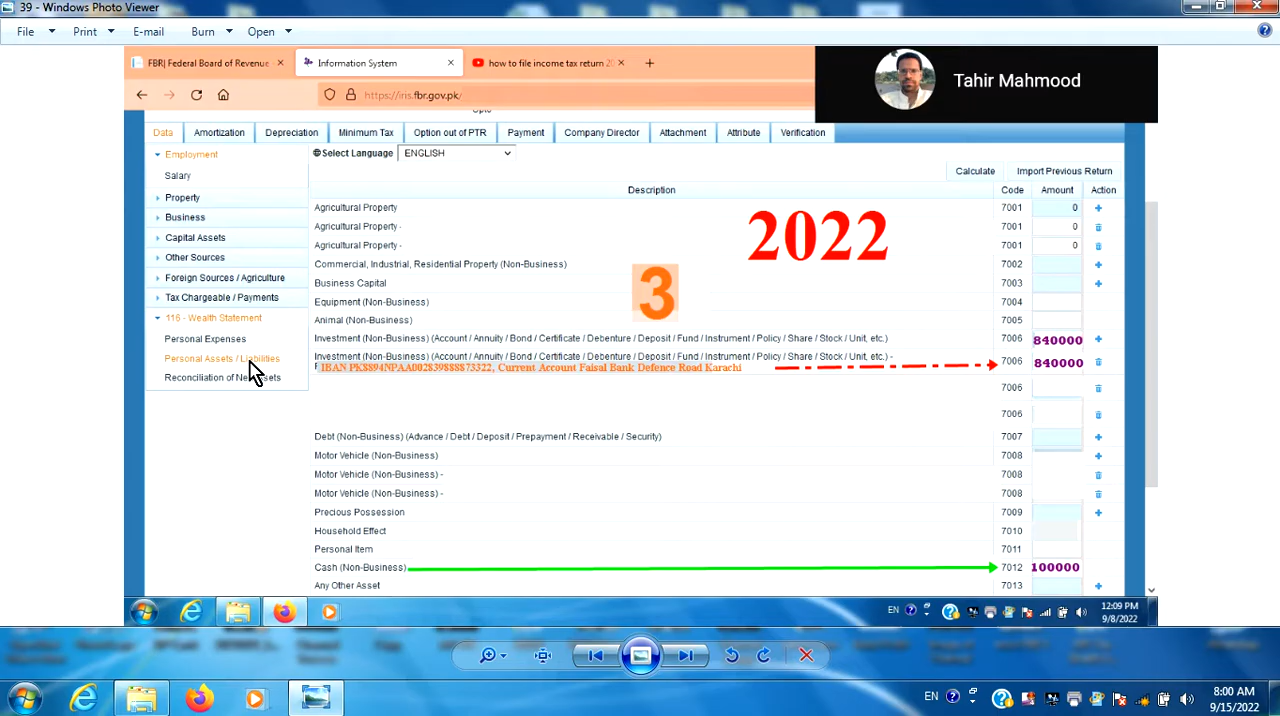 39 - Windows Photo Viewer
File Print E-mail Burn Open
FBR| Federal Board of Revenue Information System how to file income tax return 20
https://iris.fbr.gov.pk/
Tahir Mahmood
Data Amortization Depreciation Minimum Tax Option out of PTR Payment Company Director Attachment Attribute Verification
Employment
Salary
Property
Business
Capital Assets
Other Sources
Foreign Sources / Agriculture
Tax Chargeable / Payments
116 - Wealth Statement
Personal Expenses
Personal Assets / Liabilities
Reconciliation of Net Assets
Select Language ENGLISH
Calculate Import Previous Return
Description Code Amount Action
Agricultural Property 7001 0
Agricultural Property - 7001 0
Agricultural Property - 7001 0
2022
Commercial, Industrial, Residential Property (Non-Business) 7002
3
Business Capital 7003
Equipment (Non-Business) 7004
Animal (Non-Business) 7005
Investment (Non-Business) (Account / Annuity / Bond / Certificate / Debenture / Deposit / Fund / Instrument / Policy / Share / Stock / Unit, etc.) 7006 840000
Investment (Non-Business) (Account / Annuity / Bond / Certificate / Debenture / Deposit / Fund / Instrument / Policy / Share / Stock / Unit, etc.) - 7006 840000
IBAN PK8894NPAA002839888873322, Current Account Faisal Bank Defence Road Karachi
7006
7006
Debt (Non-Business) (Advance / Debt / Deposit / Prepayment / Receivable / Security) 7007
Motor Vehicle (Non-Business) 7008
Motor Vehicle (Non-Business) - 7008
Motor Vehicle (Non-Business) - 7008
Precious Possession 7009
Household Effect 7010
Personal Item 7011
Cash (Non-Business) 7012 100000
Any Other Asset 7013
EN 12:09 PM
9/8/2022
EN 8:00 AM
9/15/2022